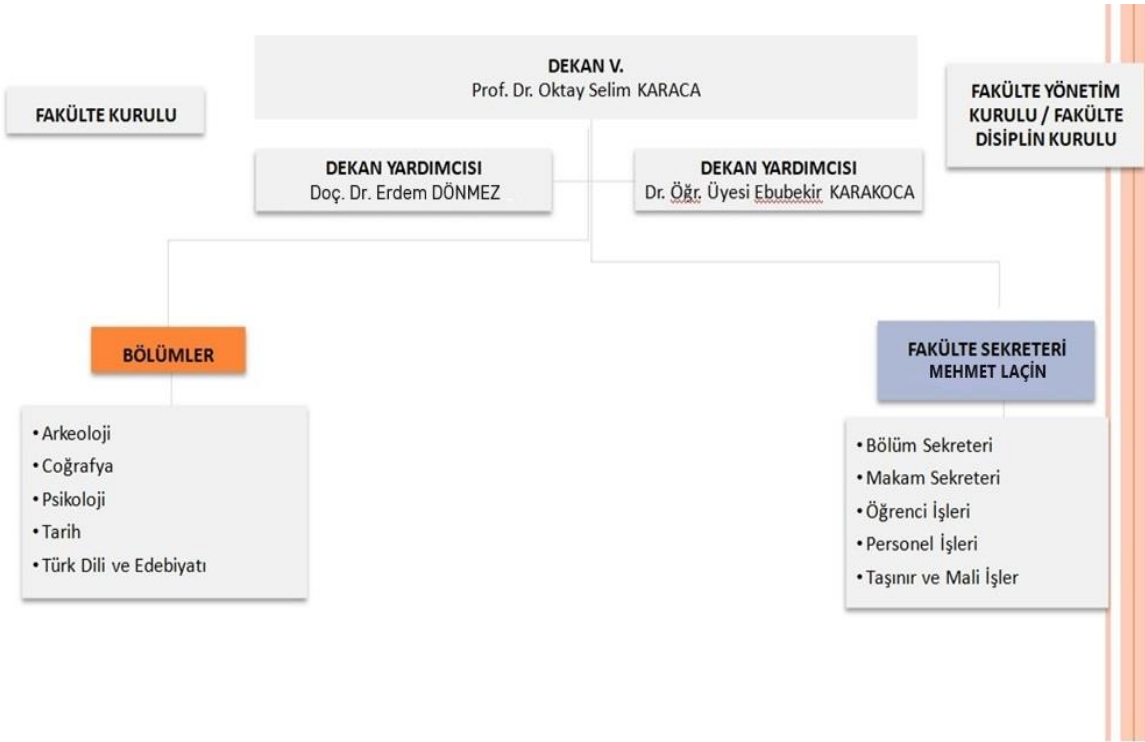 DEKAN V.
Prof. Dr. Oktay Selim KARACA
FAKÜLTE KURULU
FAKÜLTE YÖNETİM
KURULU / FAKÜLTE
DİSİPLİN KURULU
DEKAN YARDIMCISI
Doç. Dr. Erdem DÖNMEZ
DEKAN YARDIMCISI
Dr. Öğr. Üyesi Ebubekir KARAKOCA
BÖLÜMLER
• Arkeoloji
• Coğrafya
• Psikoloji
• Tarih
• Türk Dili ve Edebiyatı
FAKÜLTE SEKRETERİ
MEHMET LAÇİN
• Bölüm Sekreteri
• Makam Sekreteri
• Öğrenci İşleri
• Personel İşleri
• Taşınır ve Mali İşler